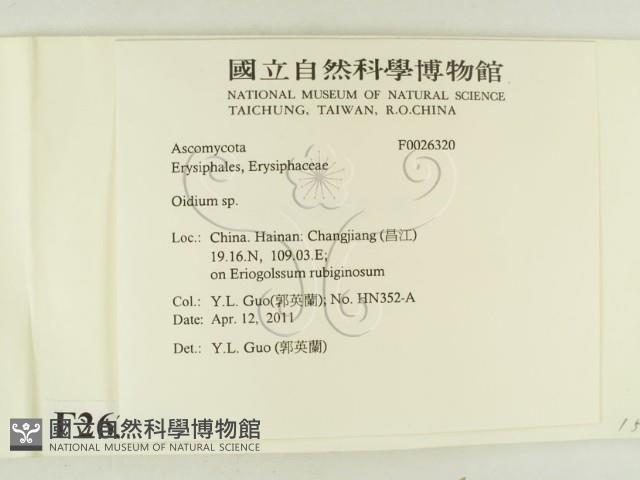 國立自然科學博物館
NATIONAL MUSEUM OF NATURAL SCIENCE
TAICHUNG, TAIWAN, R.O.CHINA
Ascomycota F0026320
Erysiphales, Erysiphaceae
Oidium sp.
Loc.: China. Hainan: Changjiang (昌江)
19.16.N, 109.03.E;
on Eriogolssum rubiginosum
Col.: Y.L. Guo(郭英蘭); No. HN352-A
Date: Apr. 12, 2011
Det.: Y.L. Guo (郭英蘭)
F26
國立自然科學博物館
NATIONAL MUSEUM OF NATURAL SCIENCE